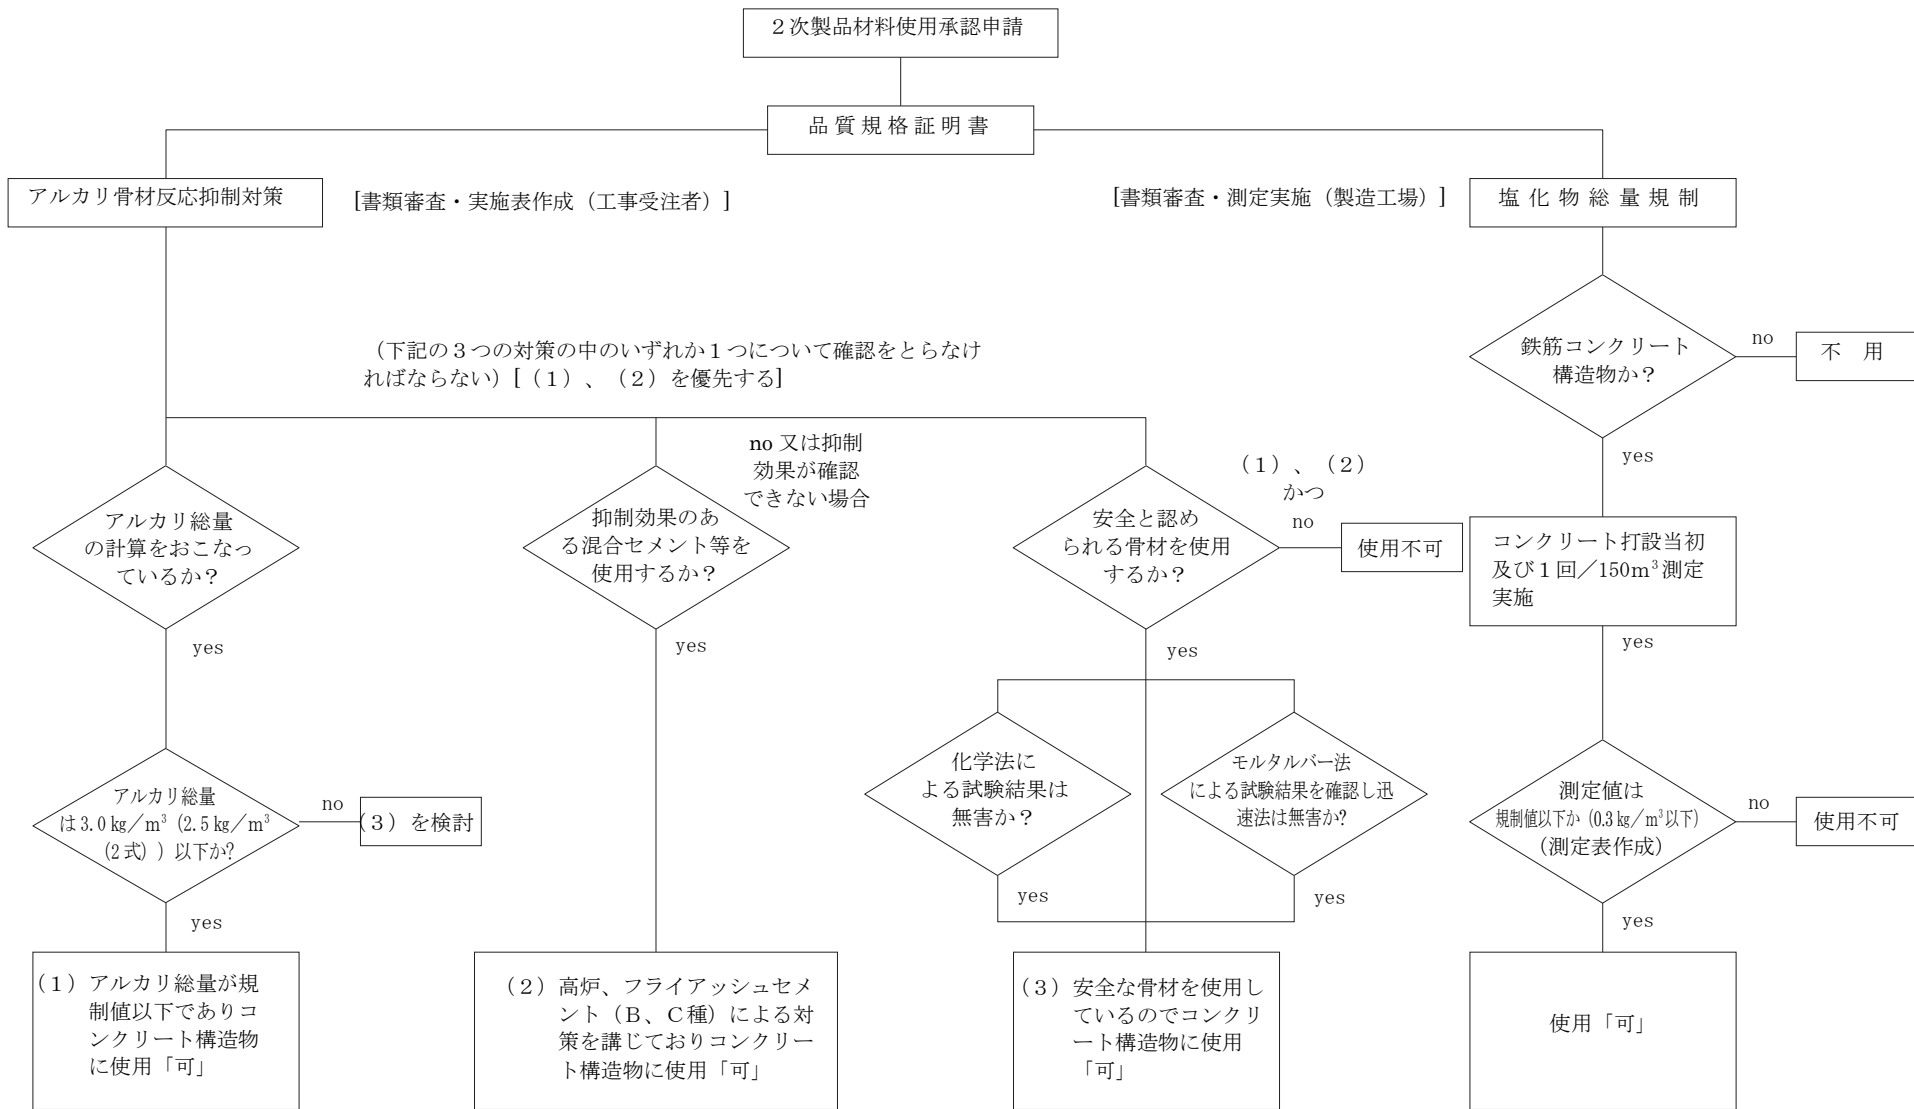 ２次製品材料使用承認申請
品質規格証明書
アルカリ骨材反応抑制対策
[書類審査・実施表作成（工事受注者）]
[書類審査・測定実施（製造工場）]
塩化物総量規制
（下記の３つの対策の中のいずれか１つについて確認をとらなけ
ればならない）[（１）、（２）を優先する]
鉄筋コンクリート
構造物か？
no
不　用
yes
アルカリ総量
の計算をおこなっ
ているか？
yes
抑制効果のあ
る混合セメント等を
使用するか？
yes
no 又は抑制
効果が確認
できない場合
安全と認め
られる骨材を使用
するか？
（１）、（２）
かつ
no
使用不可
yes
コンクリート打設当初
及び１回／150m³測定
実施
yes
アルカリ総量
は3.0kg／m³（2.5kg／m³
（2式））以下か？
no
（３）を検討
yes
化学法に
よる試験結果は
無害か？
yes
モルタルバー法
による試験結果を確認し迅
速法は無害か？
yes
測定値は
規制値以下か（0.3kg／m³以下）
（測定表作成）
no
使用不可
yes
（１）アルカリ総量が規
制値以下でありコ
ンクリート構造物
に使用「可」
（２）高炉、フライアッシュセメ
ント（Ｂ、Ｃ種）による対
策を講じておりコンクリー
ト構造物に使用「可」
（３）安全な骨材を使用し
ているのでコンクリ
ート構造物に使用
「可」
使用「可」